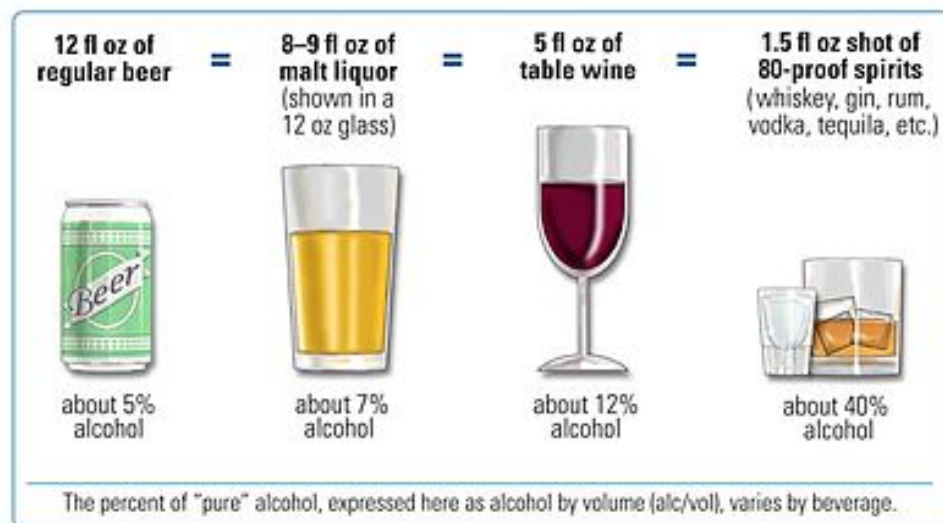 12 fl oz of
regular beer
=
8–9 fl oz of
malt liquor
(shown in a
12 oz glass)
=
5 fl oz of
table wine
=
1.5 fl oz shot of
80-proof spirits
(whiskey, gin, rum,
vodka, tequila, etc.)
Beer
about 5%
alcohol
about 7%
alcohol
about 12%
alcohol
about 40%
alcohol
The percent of "pure" alcohol, expressed here as alcohol by volume (alc/vol), varies by beverage.